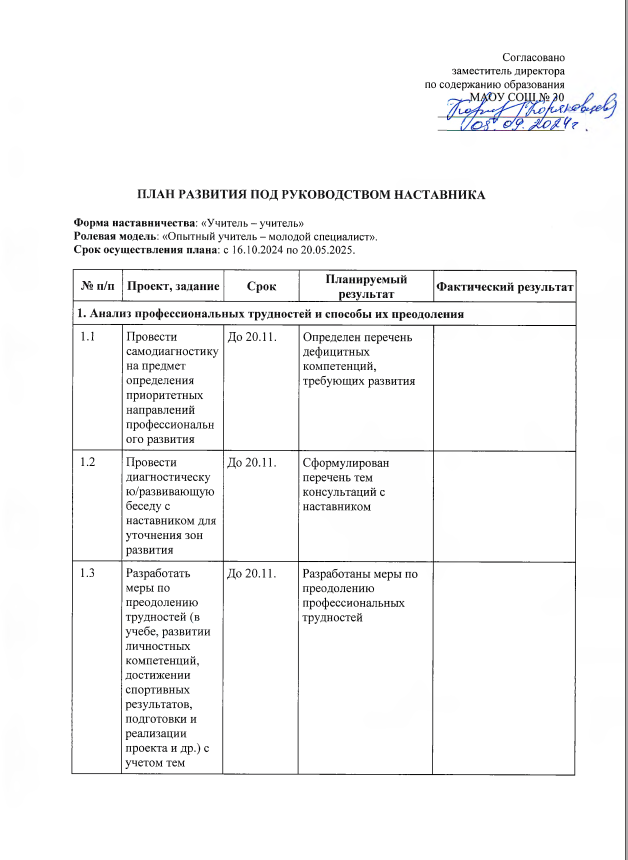 Согласовано
заместитель директора
по содержанию образования
МАОУ СОШ № 30
05.09.2024г.
ПЛАН РАЗВИТИЯ ПОД РУКОВОДСТВОМ НАСТАВНИКА
Форма наставничества: «Учитель – учитель»
Ролевая модель: «Опытный учитель – молодой специалист».
Срок осуществления плана: с 16.10.2024 по 20.05.2025.
№ п/п Проект, задание Срок Планируемый результат Фактический результат
1. Анализ профессиональных трудностей и способы их преодоления
1.1 Провести До 20.11. Определен перечень
самодиагностику дефицитных
на предмет компетенций,
определения требующих развития
приоритетных
направлений
профессиональн
ого развития
1.2 Провести До 20.11. Сформулирован
диагностическу перечень тем
ю/развивающую консультаций с
беседу с наставником
наставником для
уточнения зон
развития
1.3 Разработать До 20.11. Разработаны меры по
меры по преодолению
преодолению профессиональных
трудностей (в трудностей
учебе, развитии
личностных
компетенций,
достижении
спортивных
результатов,
подготовки и
реализации
проекта и др.) с
учетом тем